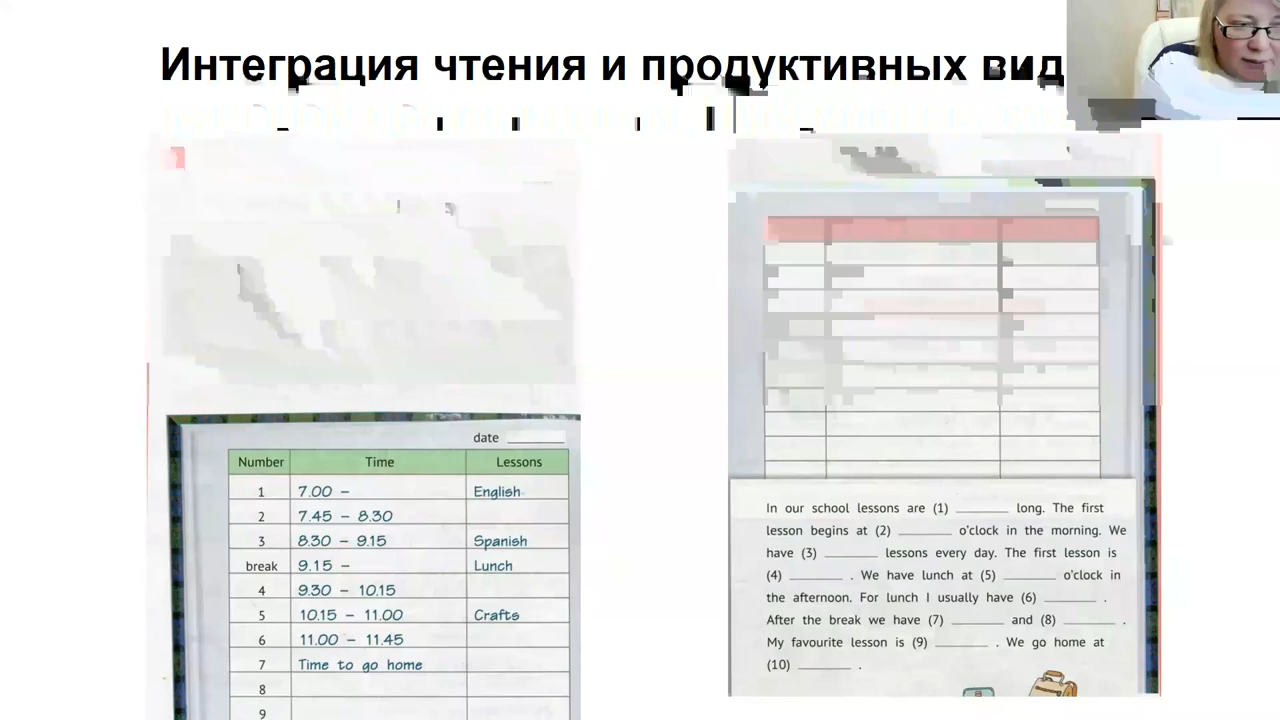 Интеграция чтения и продуктивных вид
date
Number Time Lessons
1 7.00 – English
2 7.45 – 8.30
3 8.30 – 9.15 Spanish
break 9.15 – Lunch
4 9.30 – 10.15
5 10.15 – 11.00 Crafts
6 11.00 – 11.45
7 Time to go home
8
9
In our school lessons are (1) ________ long. The first
lesson begins at (2) ________ o'clock in the morning. We
have (3) ________ lessons every day. The first lesson is
(4) ________ . We have lunch at (5) ________ o'clock in
the afternoon. For lunch I usually have (6) ________ .
After the break we have (7) ________ and (8) ________ .
My favourite lesson is (9) ________ . We go home at
(10) ________ .